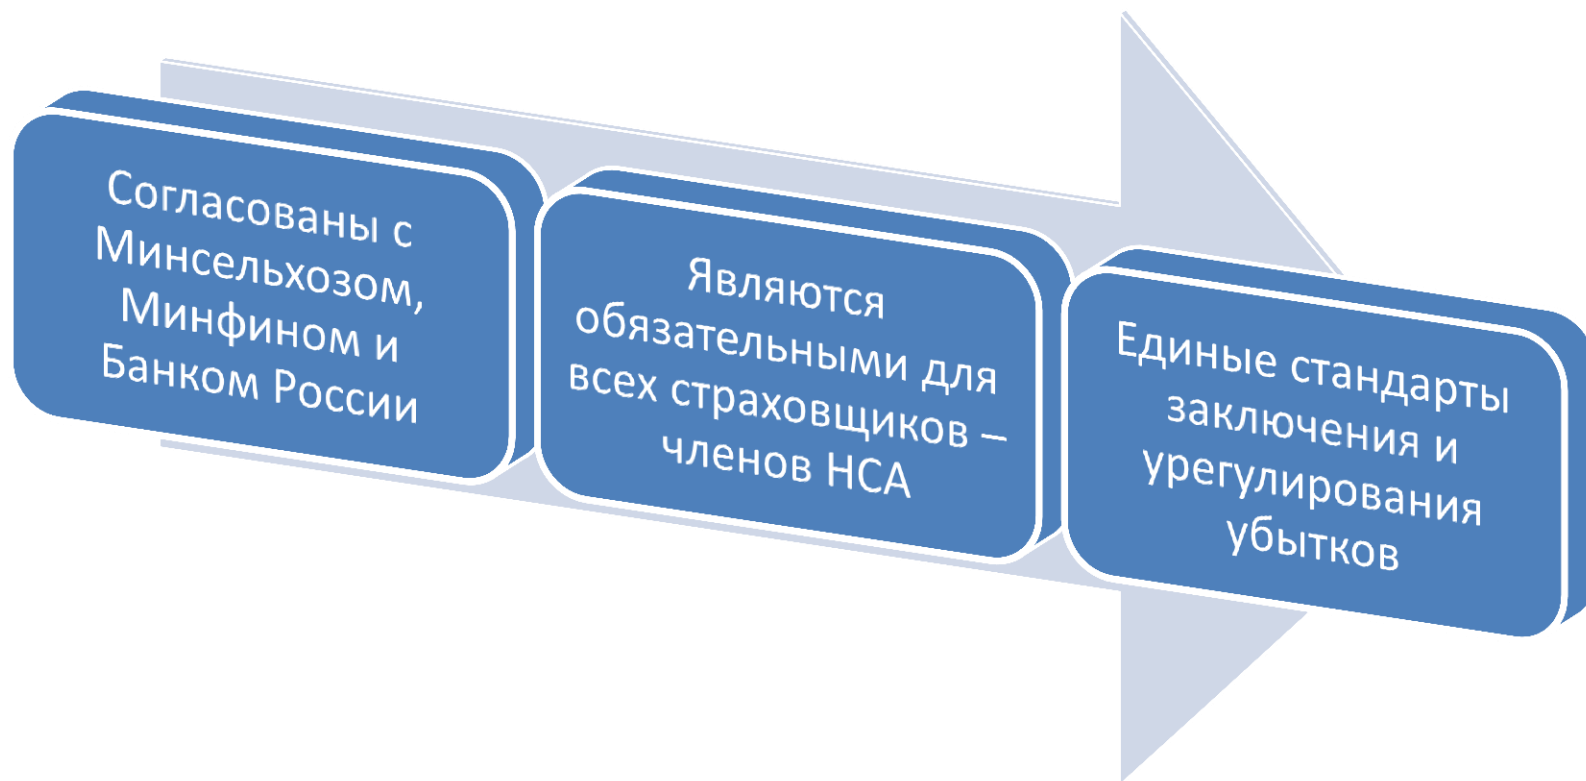 Согласованы с
Минсельхозом,
Минфином и
Банком России
Являются
обязательными для
всех страховщиков –
членов НСА
Единые стандарты
заключения и
урегулирования
убытков